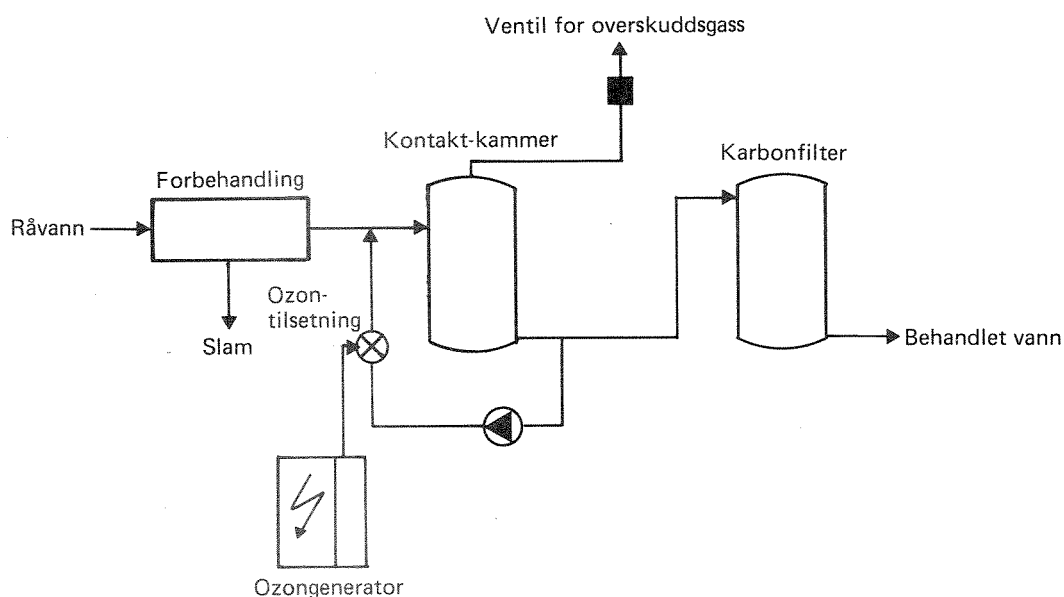 Ventil for overskuddsgass
Kontakt-kammer
Karbonfilter
Forbehandling
Råvann
Ozon-
tilsetning
Slam
Behandlet vann
Ozongenerator